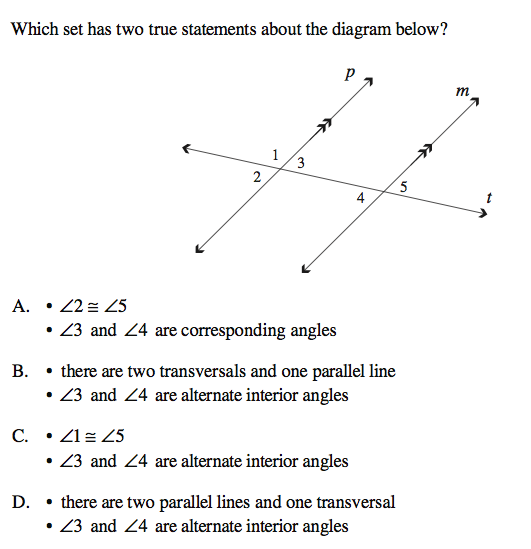 Which set has two true statements about the diagram below?
p
m
1
3
2
5
4
t
A. • ∠2 ≅ ∠5
• ∠3 and ∠4 are corresponding angles
B. • there are two transversals and one parallel line
• ∠3 and ∠4 are alternate interior angles
C. • ∠1 ≅ ∠5
• ∠3 and ∠4 are alternate interior angles
D. • there are two parallel lines and one transversal
• ∠3 and ∠4 are alternate interior angles